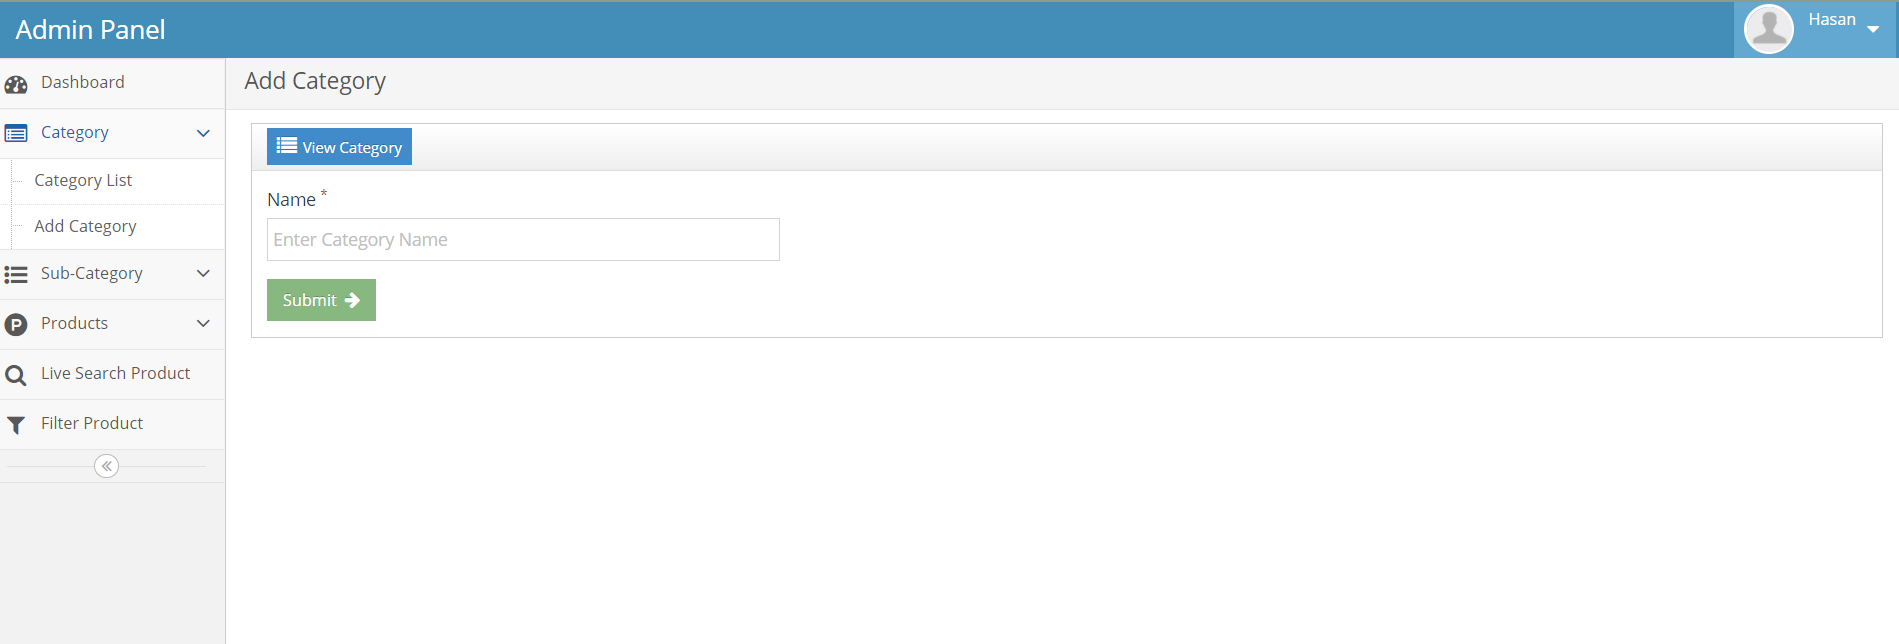 Admin Panel
Hasan
Dashboard
Category
Category List
Add Category
Sub-Category
Products
Live Search Product
Filter Product
Add Category
View Category
Name *
Enter Category Name
Submit